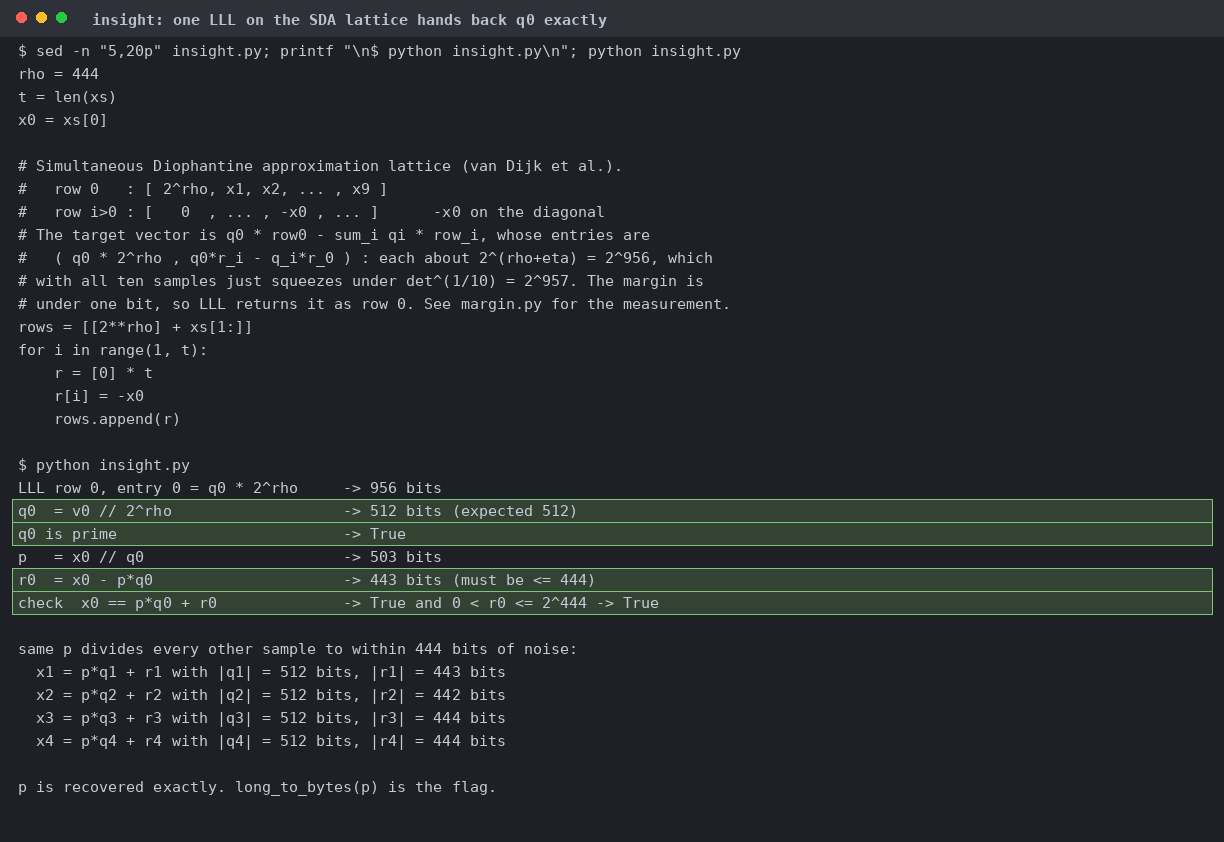 insight: one LLL on the SDA lattice hands back q0 exactly
$ sed -n "5,20p" insight.py; printf "\n$ python insight.py\n"; python insight.py
rho = 444
t = len(xs)
x0 = xs[0]
# Simultaneous Diophantine approximation lattice (van Dijk et al.).
#   row 0   : [ 2^rho, x1, x2, ... , x9 ]
#   row i>0 : [   0  , ... , -x0 , ... ]      -x0 on the diagonal
# The target vector is q0 * row0 - sum_i qi * row_i, whose entries are
#   ( q0 * 2^rho , q0*r_i - q_i*r_0 ) : each about 2^(rho+eta) = 2^956, which
# with all ten samples just squeezes under det^(1/10) = 2^957. The margin is
# under one bit, so LLL returns it as row 0. See margin.py for the measurement.
rows = [[2**rho] + xs[1:]]
for i in range(1, t):
    r = [0] * t
    r[i] = -x0
    rows.append(r)
$ python insight.py
LLL row 0, entry 0 = q0 * 2^rho     -> 956 bits
q0  = v0 // 2^rho                   -> 512 bits (expected 512)
q0 is prime                         -> True
p   = x0 // q0                      -> 503 bits
r0  = x0 - p*q0                     -> 443 bits (must be <= 444)
check  x0 == p*q0 + r0              -> True and 0 < r0 <= 2^444 -> True
same p divides every other sample to within 444 bits of noise:
  x1 = p*q1 + r1 with |q1| = 512 bits, |r1| = 443 bits
  x2 = p*q2 + r2 with |q2| = 512 bits, |r2| = 442 bits
  x3 = p*q3 + r3 with |q3| = 512 bits, |r3| = 444 bits
  x4 = p*q4 + r4 with |q4| = 512 bits, |r4| = 444 bits
p is recovered exactly. long_to_bytes(p) is the flag.